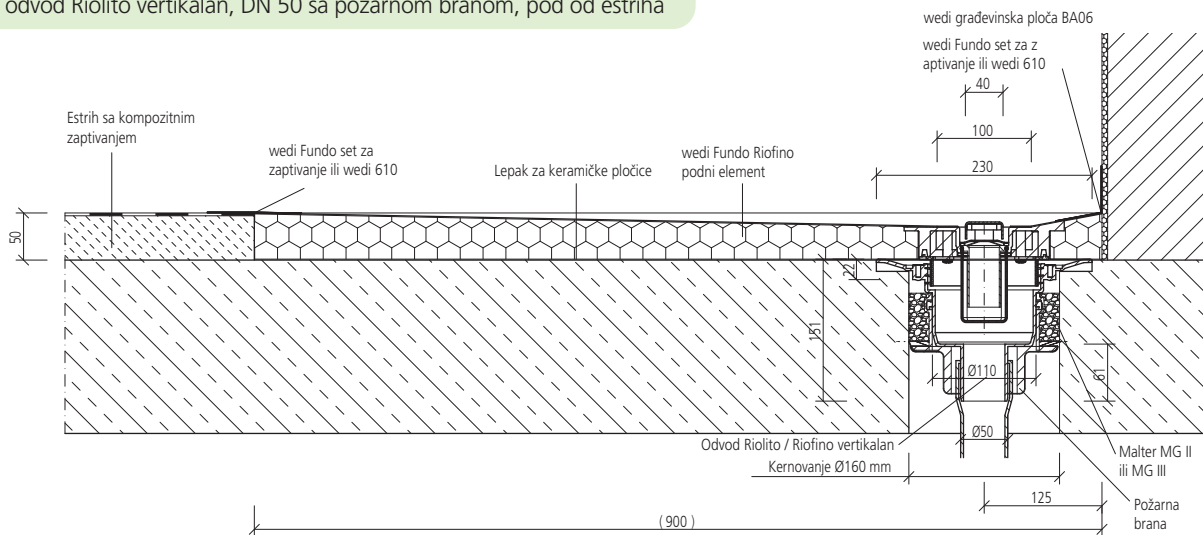 odvod Riolito vertikalan, DN 50 sa požarnom branom, pod od estriha
wedi građevinska ploča BA06
wedi Fundo set za z
aptivanje ili wedi 610
40
100
230
Estrih sa kompozitnim
zaptivanjem
wedi Fundo set za
zaptivanje ili wedi 610
Lepak za keramičke pločice
wedi Fundo Riofino
podni element
50
22
151
61
Ø110
Ø50
Odvod Riolito / Riofino vertikalan
Kernovanje Ø160 mm
Malter MG II
ili MG III
125
Požarna
brana
( 900 )